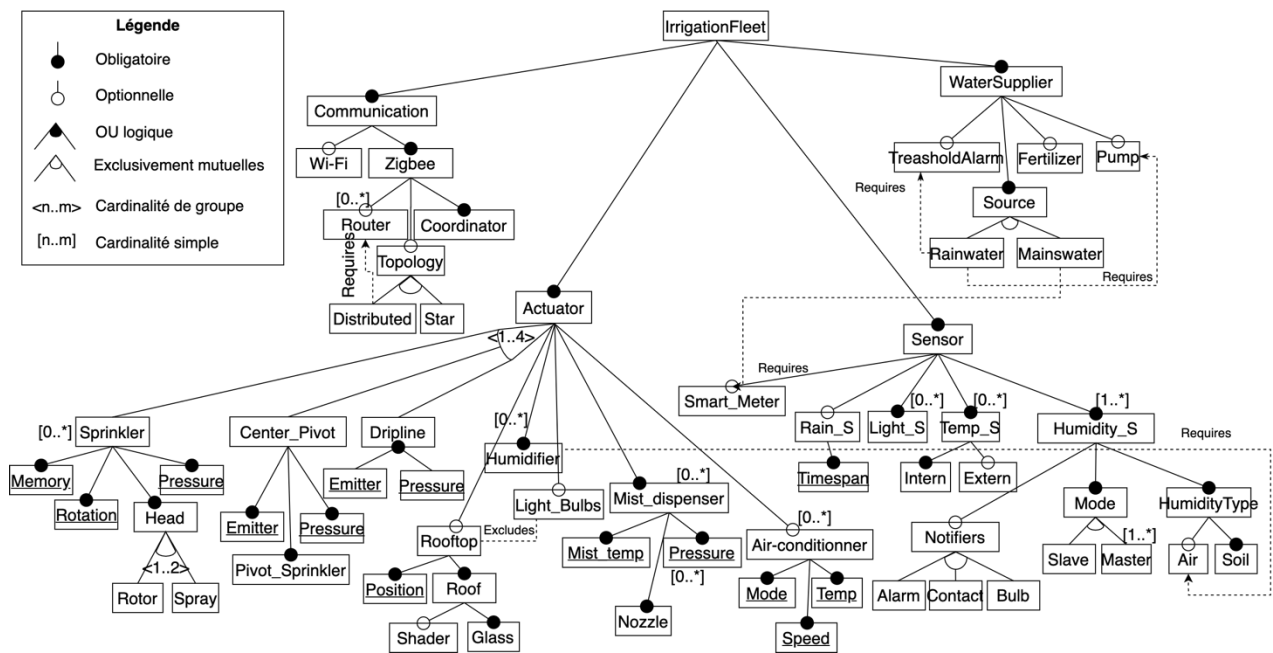 Légende
Obligatoire
Optionnelle
OU logique
Exclusivement mutuelles
<n..m> Cardinalité de groupe
[n..m] Cardinalité simple
IrrigationFleet
Communication
WaterSupplier
Wi-Fi
Zigbee
TreasholdAlarm
Fertilizer
Pump
[0..*]
Router
Coordinator
Requires
Source
Requires
Topology
Rainwater
Mainswater
Requires
Distributed
Star
Actuator
<1..4>
Sensor
Requires
Smart_Meter
Rain_S
Light_S
[0..*]
Temp_S
[0..*]
Humidity_S
[1..*]
Requires
[0..*]
Sprinkler
Center_Pivot
Dripline
[0..*]
Humidifier
Memory
Pressure
Rotation
Head
Emitter
Pressure
Pivot_Sprinkler
Emitter
Pressure
Light_Bulbs
Mist_dispenser
[0..*]
Timespan
Intern
Extern
Mode
HumidityType
<1..2>
Rotor
Spray
Rooftop
Excludes
Mist_temp
Pressure
[0..*]
Air-conditionner
[0..*]
Notifiers
Slave
Master
[1..*]
Air
Soil
Position
Roof
Shader
Glass
Nozzle
Mode
Temp
Speed
Alarm
Contact
Bulb